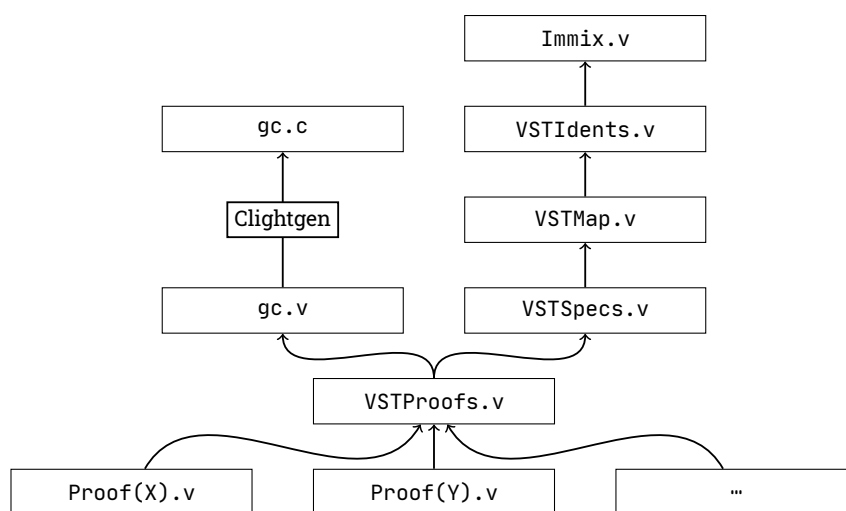 Immix.v
gc.c
VSTIdents.v
Clightgen
VSTMap.v
gc.v
VSTSpecs.v
VSTProofs.v
Proof(X).v
Proof(Y).v
…